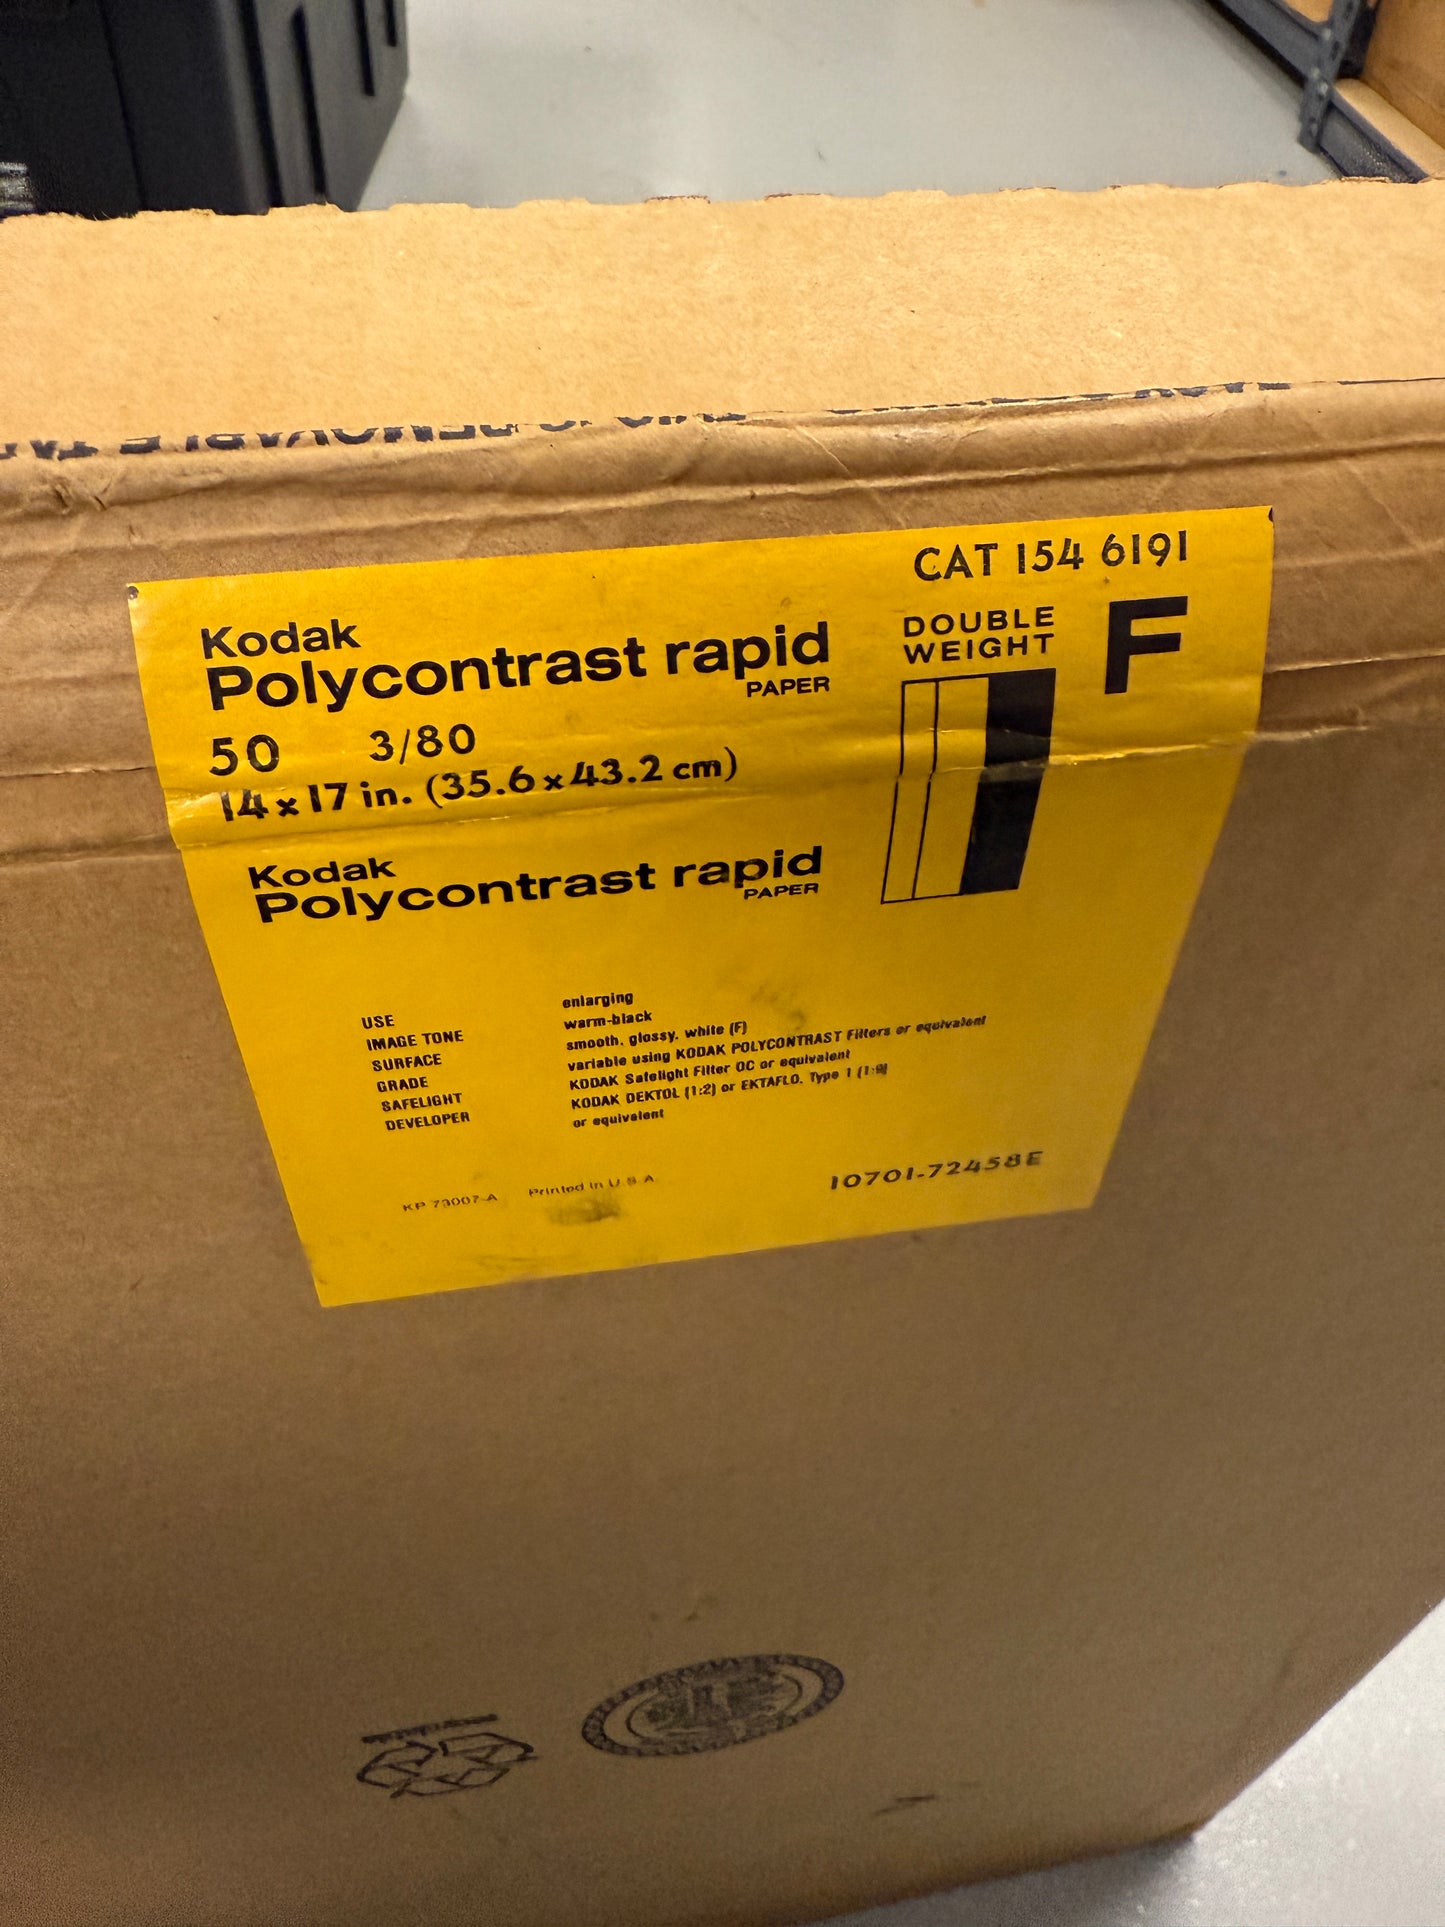 CAT 154 6191
Kodak
Polycontrast rapid
PAPER
DOUBLE
WEIGHT
F
50 3/80
14 x 17 in. (35.6 x 43.2 cm)
Kodak
Polycontrast rapid
PAPER
USE enlarging
IMAGE TONE warm-black
SURFACE smooth, glossy, white (F)
GRADE variable using KODAK POLYCONTRAST Filters or equivalent
SAFELIGHT KODAK Safelight Filter OC or equivalent
DEVELOPER KODAK DEKTOL (1:2) or EKTAFLO, Type 1 (1:9)
or equivalent
KP 73007-A Printed in U.S.A.
10701-72458E